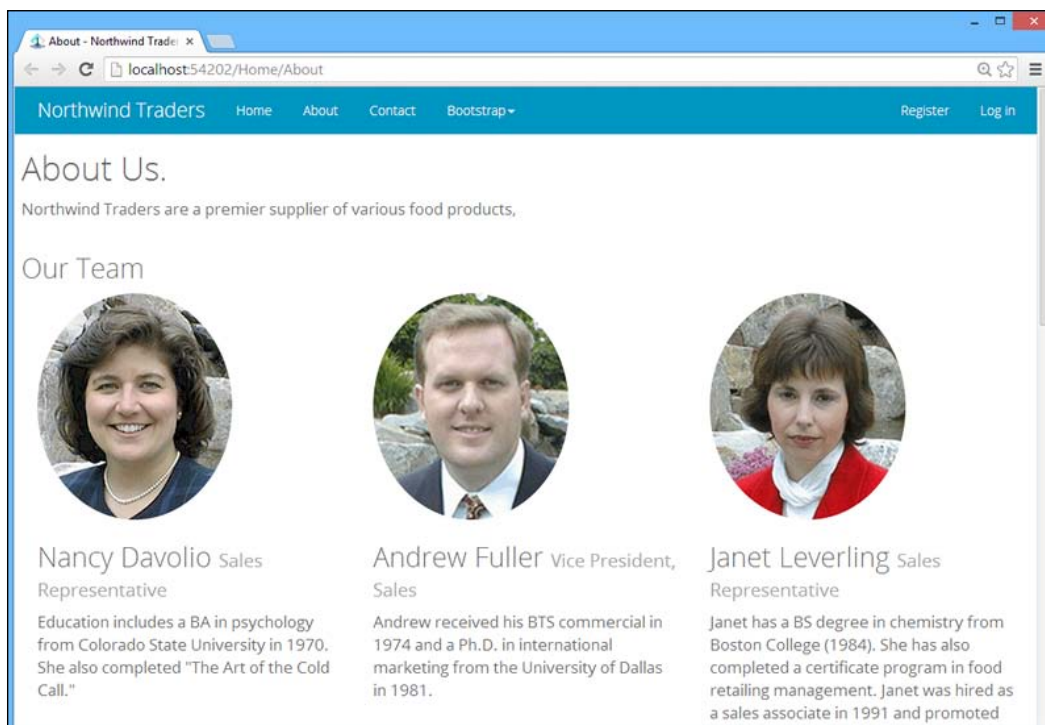 About - Northwind Trade
localhost:54202/Home/About
Northwind Traders Home About Contact Bootstrap Register Log in
About Us.
Northwind Traders are a premier supplier of various food products,
Our Team
Nancy Davolio Sales
Representative
Education includes a BA in psychology
from Colorado State University in 1970.
She also completed "The Art of the Cold
Call."
Andrew Fuller Vice President,
Sales
Andrew received his BTS commercial in
1974 and a Ph.D. in international
marketing from the University of Dallas
in 1981.
Janet Leverling Sales
Representative
Janet has a BS degree in chemistry from
Boston College (1984). She has also
completed a certificate program in food
retailing management. Janet was hired as
a sales associate in 1991 and promoted